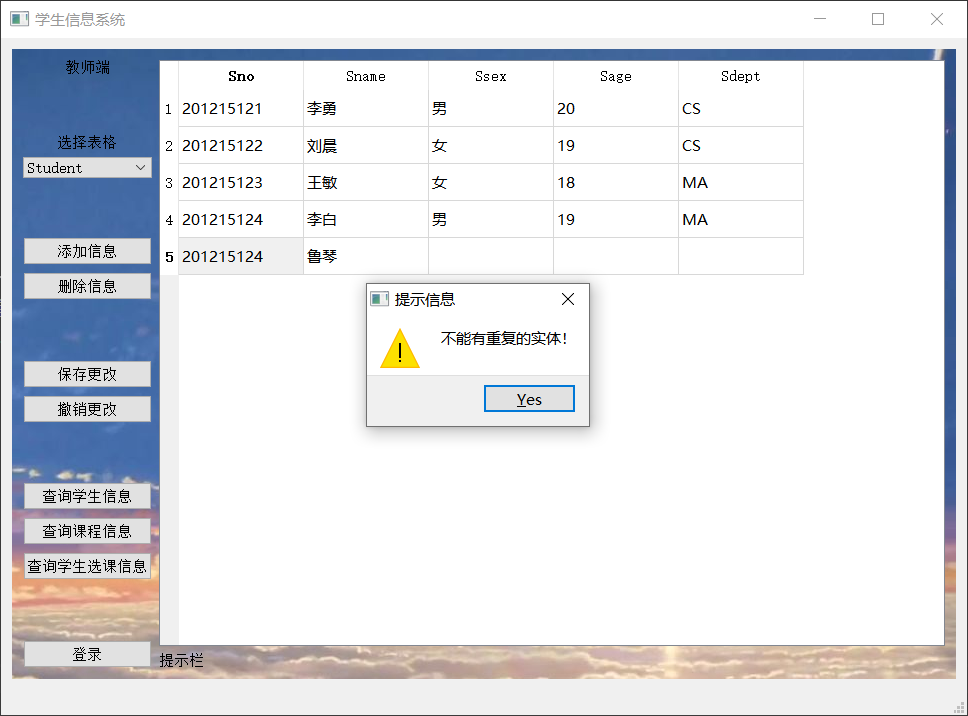 学生信息系统
教师端
选择表格
Student
添加信息
删除信息
保存更改
撤销更改
查询学生信息
查询课程信息
查询学生选课信息
登录
Sno Sname Ssex Sage Sdept
1 201215121 李勇 男 20 CS
2 201215122 刘晨 女 19 CS
3 201215123 王敏 女 18 MA
4 201215124 李白 男 19 MA
5 201215124 鲁琴
提示信息
不能有重复的实体!
Yes
提示栏